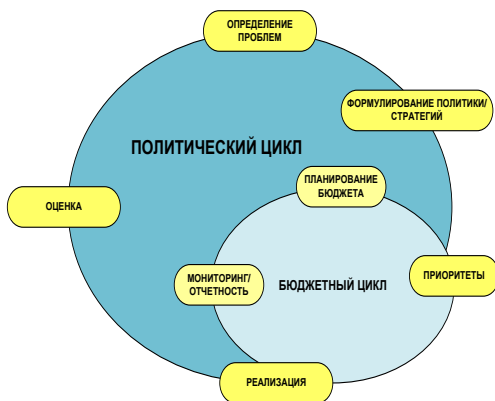 ОПРЕДЕЛЕНИЕ
ПРОБЛЕМ
ФОРМУЛИРОВАНИЕ ПОЛИТИКИ/
СТРАТЕГИЙ
ПОЛИТИЧЕСКИЙ ЦИКЛ
ПЛАНИРОВАНИЕ
БЮДЖЕТА
ОЦЕНКА
МОНИТОРИНГ/
ОТЧЕТНОСТЬ
БЮДЖЕТНЫЙ ЦИКЛ
ПРИОРИТЕТЫ
РЕАЛИЗАЦИЯ